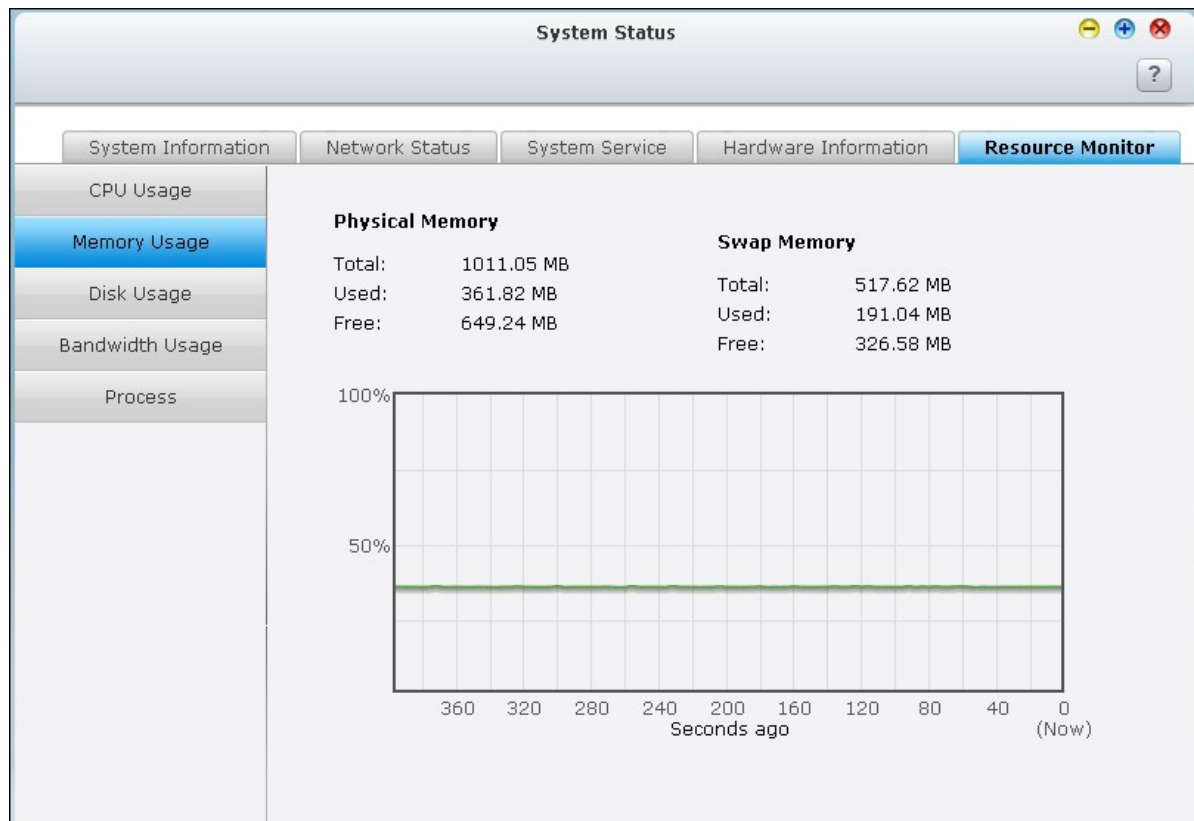 System Status
?
System Information Network Status System Service Hardware Information Resource Monitor
CPU Usage
Memory Usage
Disk Usage
Bandwidth Usage
Process
Physical Memory
Total: 1011.05 MB
Used: 361.82 MB
Free: 649.24 MB
Swap Memory
Total: 517.62 MB
Used: 191.04 MB
Free: 326.58 MB
100%
50%
360 320 280 240 200 160 120 80 40 0
Seconds ago (Now)